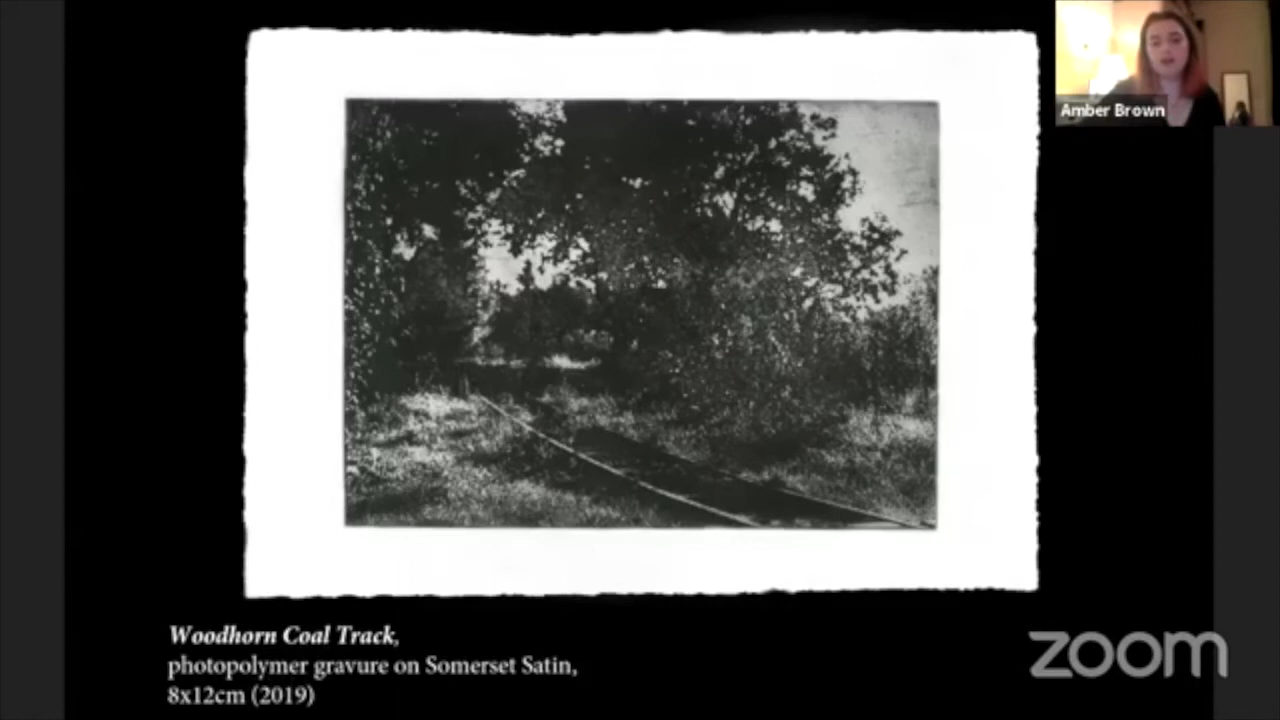 Amber Brown
Woodhorn Coal Track,
photopolymer gravure on Somerset Satin,
8x12cm (2019)
zoom